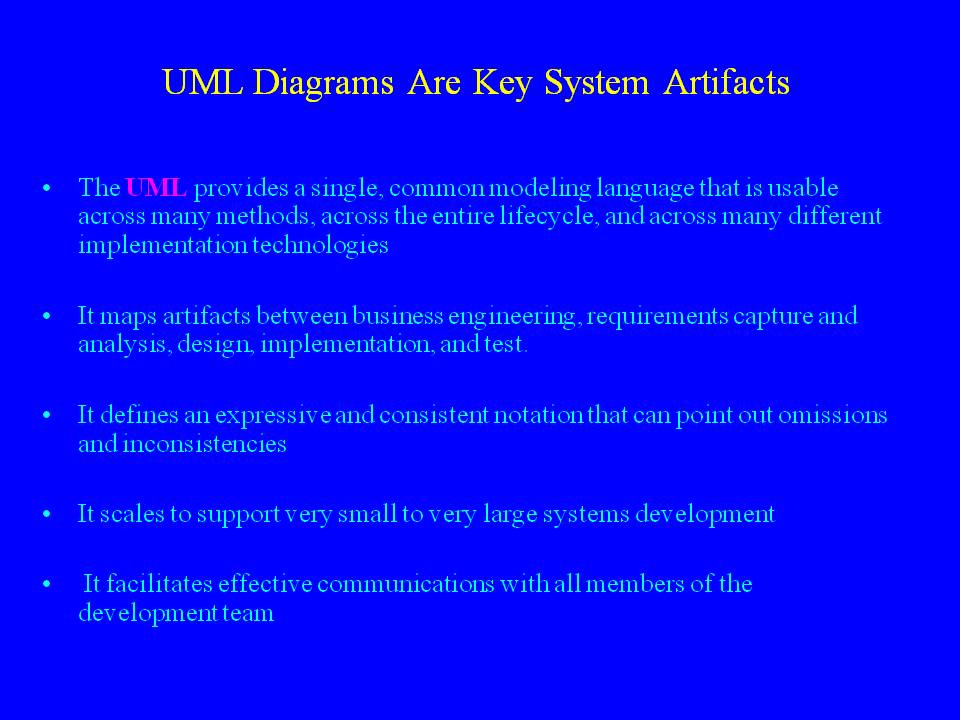 UML Diagrams Are Key System Artifacts
• The UML provides a single, common modeling language that is usable
across many methods, across the entire lifecycle, and across many different
implementation technologies
• It maps artifacts between business engineering, requirements capture and
analysis, design, implementation, and test.
• It defines an expressive and consistent notation that can point out omissions
and inconsistencies
• It scales to support very small to very large systems development
• It facilitates effective communications with all members of the
development team